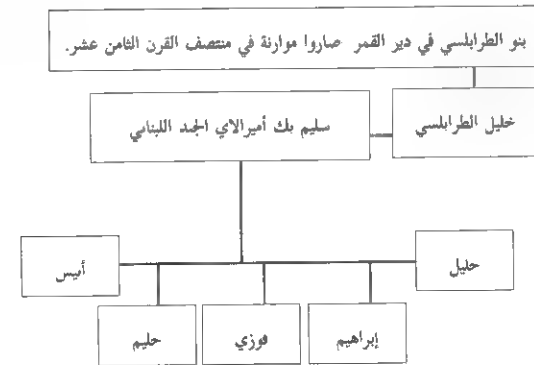 بنو الطرابلسي في دير القمر صاروا موارنة في منتصف القرن الثامن عشر.
خليل الطرابلسي
سليم بك أميرالاي الجند اللبناني
خليل
أنيس
إبراهيم
فوزي
حليم